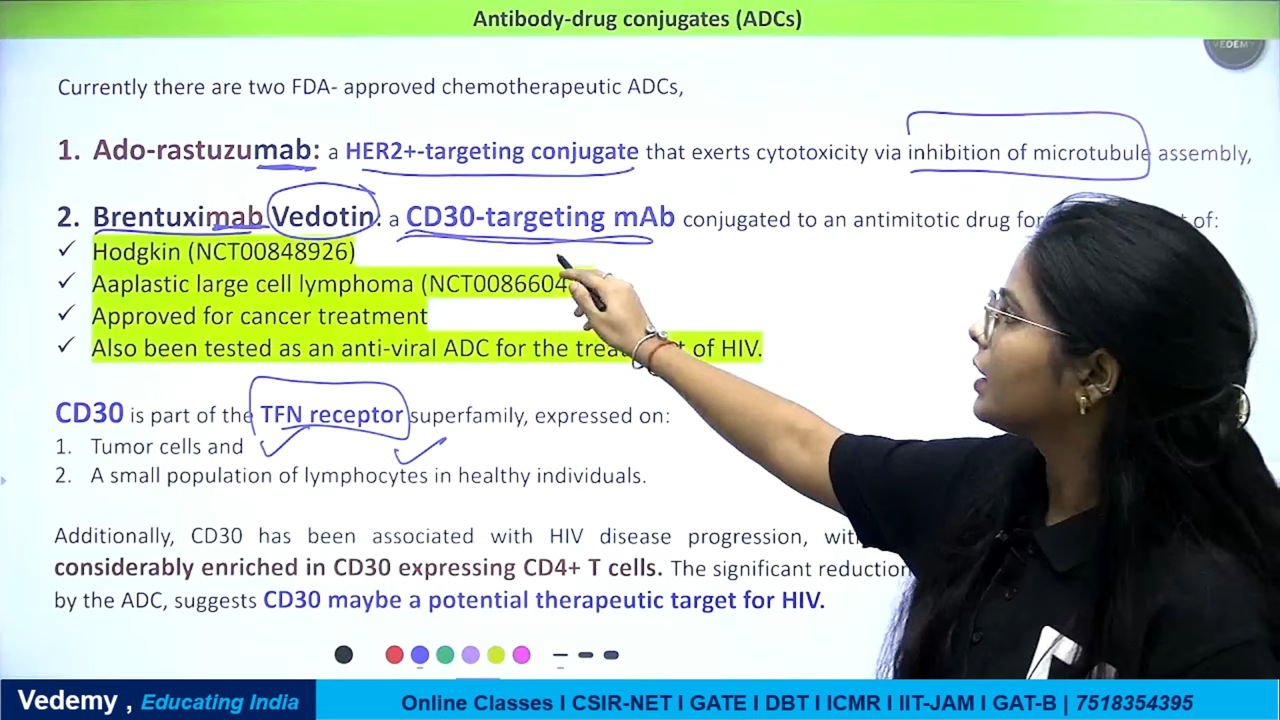 Antibody-drug conjugates (ADCs)
VEDEMY
Currently there are two FDA- approved chemotherapeutic ADCs,
1. Ado-rastuzumab: a HER2+-targeting conjugate that exerts cytotoxicity via inhibition of microtubule assembly,
2. Brentuximab Vedotin: a CD30-targeting mAb conjugated to an antimitotic drug for of:
✓ Hodgkin (NCT00848926)
✓ Aaplastic large cell lymphoma (NCT0086604
✓ Approved for cancer treatment
✓ Also been tested as an anti-viral ADC for the of HIV.
CD30 is part of the TFN receptor superfamily, expressed on:
1. Tumor cells and
2. A small population of lymphocytes in healthy individuals.
Additionally, CD30 has been associated with HIV disease progression,
considerably enriched in CD30 expressing CD4+ T cells. The significant reduction
by the ADC, suggests CD30 maybe a potential therapeutic target for HIV.
Vedemy , Educating India
Online Classes I CSIR-NET I GATE I DBT I ICMR I IIT-JAM I GAT-B | 7518354395